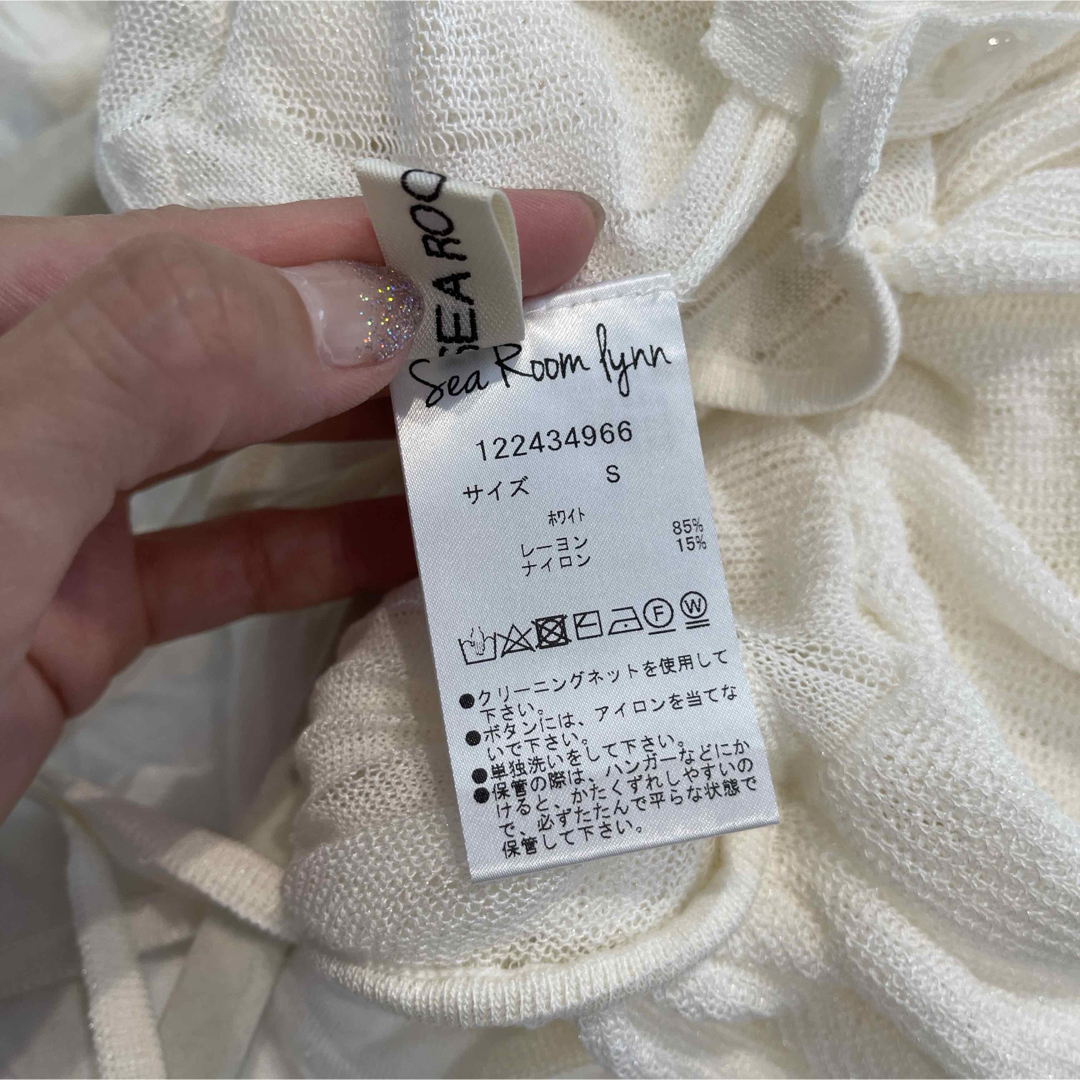 SEA ROO
Sea Room lynn
122434966
サイズ S
ﾎﾜｲﾄ
レーヨン 85%
ナイロン 15%
F W
●クリーニングネットを使用して
下さい。
●ボタンには、アイロンを当てな
いで下さい。
●単独洗いをして下さい。
●保管の際は、ハンガーなどにか
けると、かたくずれしやすいの
で、必ずたたんで平らな状態で
保管して下さい。